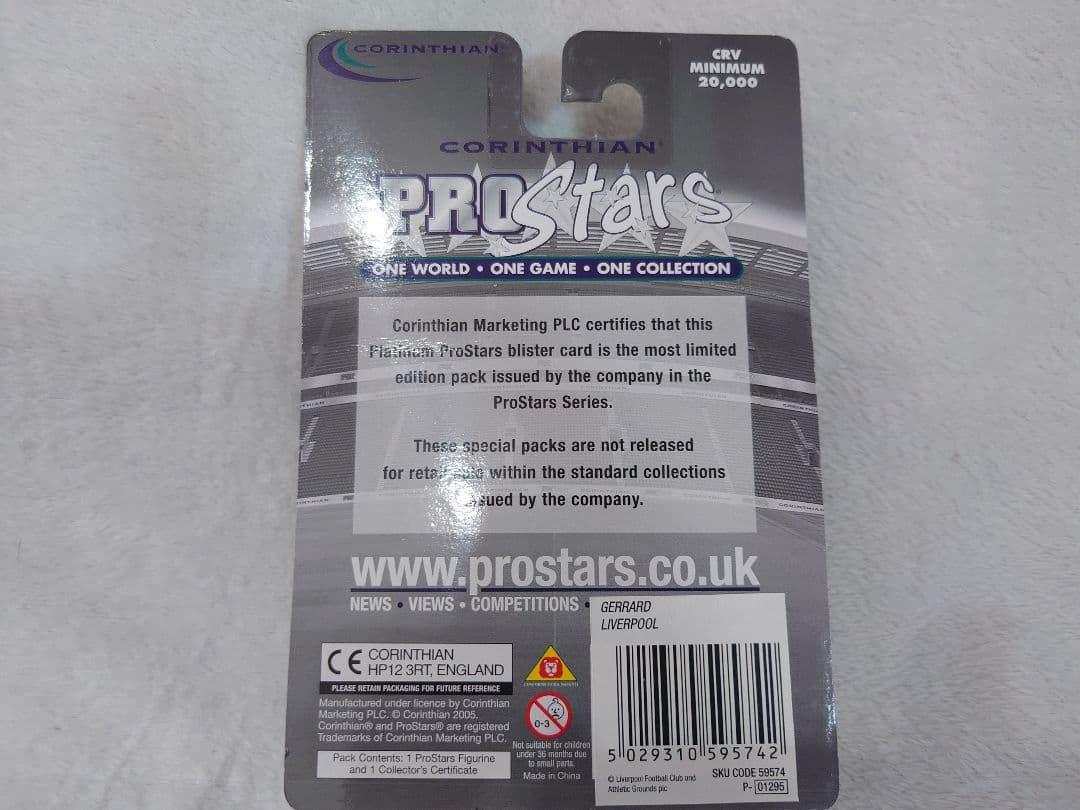 CORINTHIAN
CRV
MINIMUM
20,000
CORINTHIAN®
PROStars
ONE WORLD • ONE GAME • ONE COLLECTION
Corinthian Marketing PLC certifies that this
Platinum ProStars blister card is the most limited
edition pack issued by the company in the
ProStars Series.
These special packs are not released
for retail sale within the standard collections
issued by the company.
www.prostars.co.uk
NEWS • VIEWS • COMPETITIONS •
GERRARD
LIVERPOOL
CE CORINTHIAN
HP12 3RT, ENGLAND
PLEASE RETAIN PACKAGING FOR FUTURE REFERENCE
Manufactured under licence by Corinthian
Marketing PLC. © Corinthian 2005.
Corinthian® and ProStars® are registered
Trademarks of Corinthian Marketing PLC.
Pack Contents: 1 ProStars Figurine
and 1 Collector's Certificate
0-3
Not suitable for children
under 36 months due
to small parts.
Made in China
5 029310 595742
© Liverpool Football Club and
Athletic Grounds plc
SKU CODE 59574
P- 01295